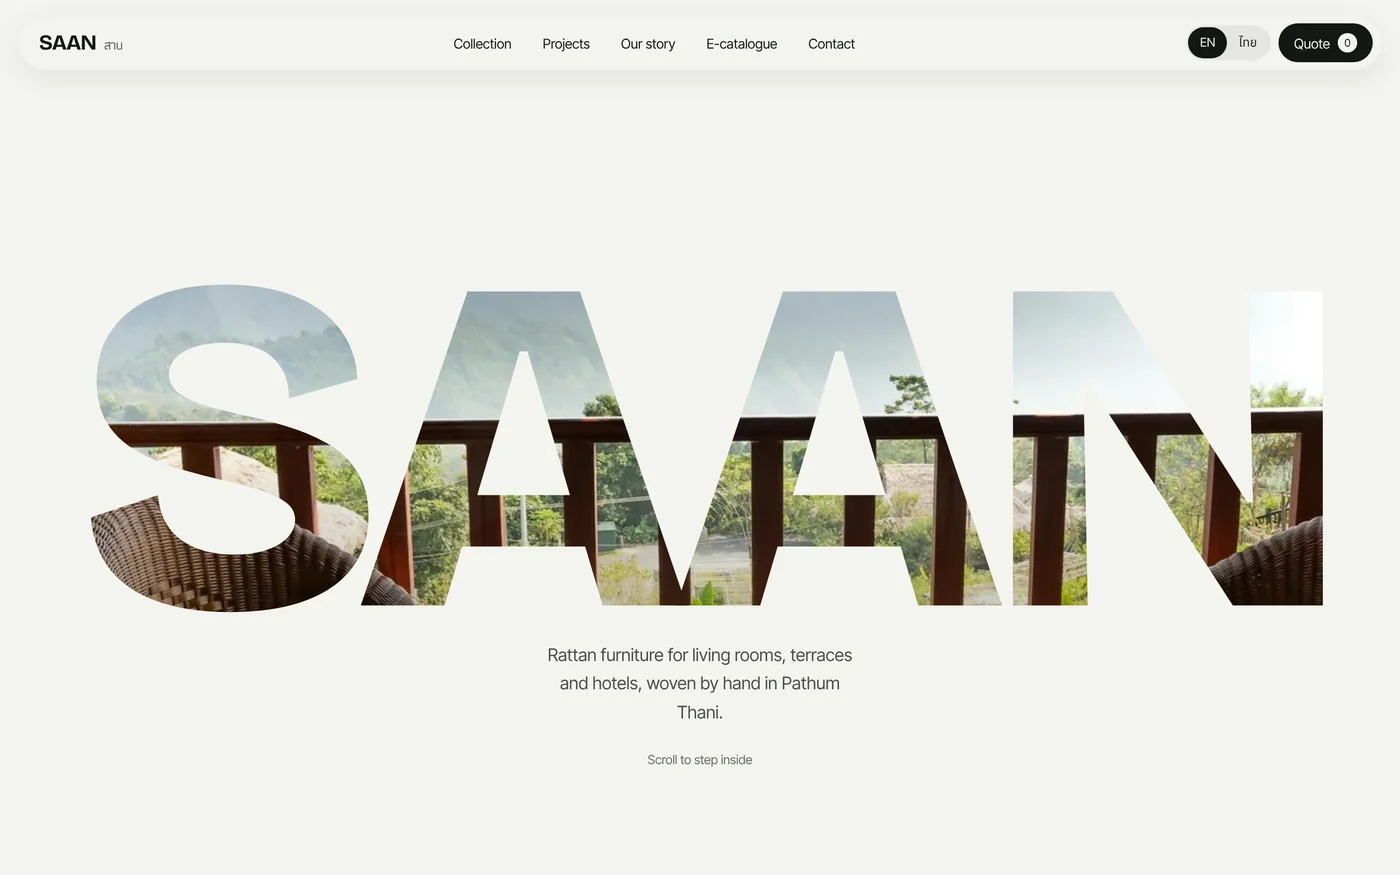 SAAN สาน
Collection Projects Our story E-catalogue Contact
EN ไทย Quote 0
SAAN
Rattan furniture for living rooms, terraces
and hotels, woven by hand in Pathum
Thani.
Scroll to step inside